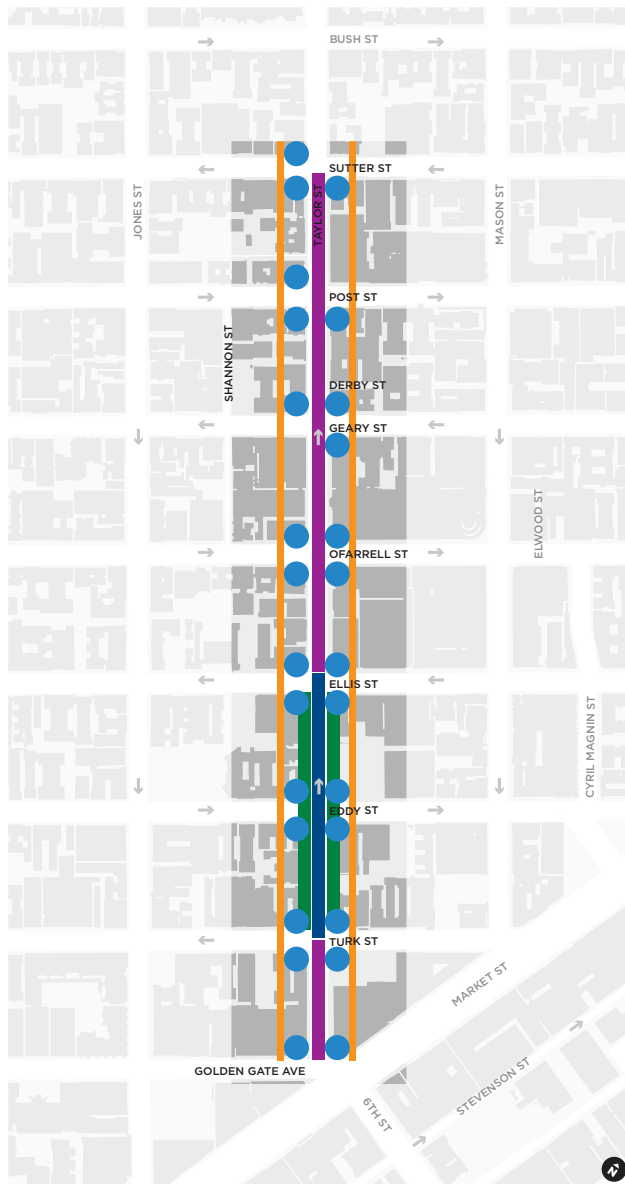 BUSH ST
SUTTER ST
JONES ST
TAYLOR ST
MASON ST
POST ST
SHANNON ST
DERBY ST
GEARY ST
ELWOOD ST
OFARRELL ST
ELLIS ST
CYRIL MAGNIN ST
EDDY ST
TURK ST
MARKET ST
GOLDEN GATE AVE
STEVENSON ST
6TH ST
N